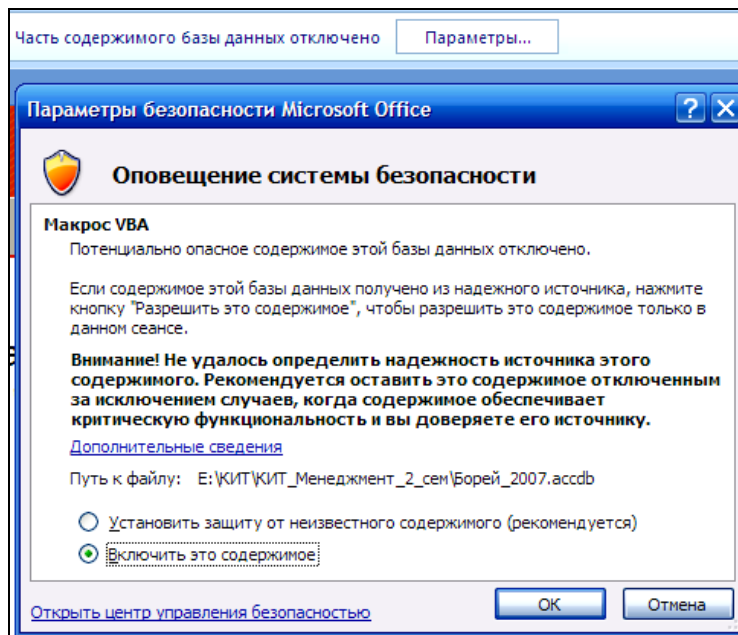 Часть содержимого базы данных отключено Параметры...
Параметры безопасности Microsoft Office
Оповещение системы безопасности
Макрос VBA
Потенциально опасное содержимое этой базы данных отключено.
Если содержимое этой базы данных получено из надежного источника, нажмите
кнопку "Разрешить это содержимое", чтобы разрешить это содержимое только в
данном сеансе.
Внимание! Не удалось определить надежность источника этого
содержимого. Рекомендуется оставить это содержимое отключенным
за исключением случаев, когда содержимое обеспечивает
критическую функциональность и вы доверяете его источнику.
Дополнительные сведения
Путь к файлу: E:\КИТ\КИТ_Менеджмент_2_сем\Борей_2007.accdb
Установить защиту от неизвестного содержимого (рекомендуется)
Включить это содержимое
Открыть центр управления безопасностью ОК Отмена